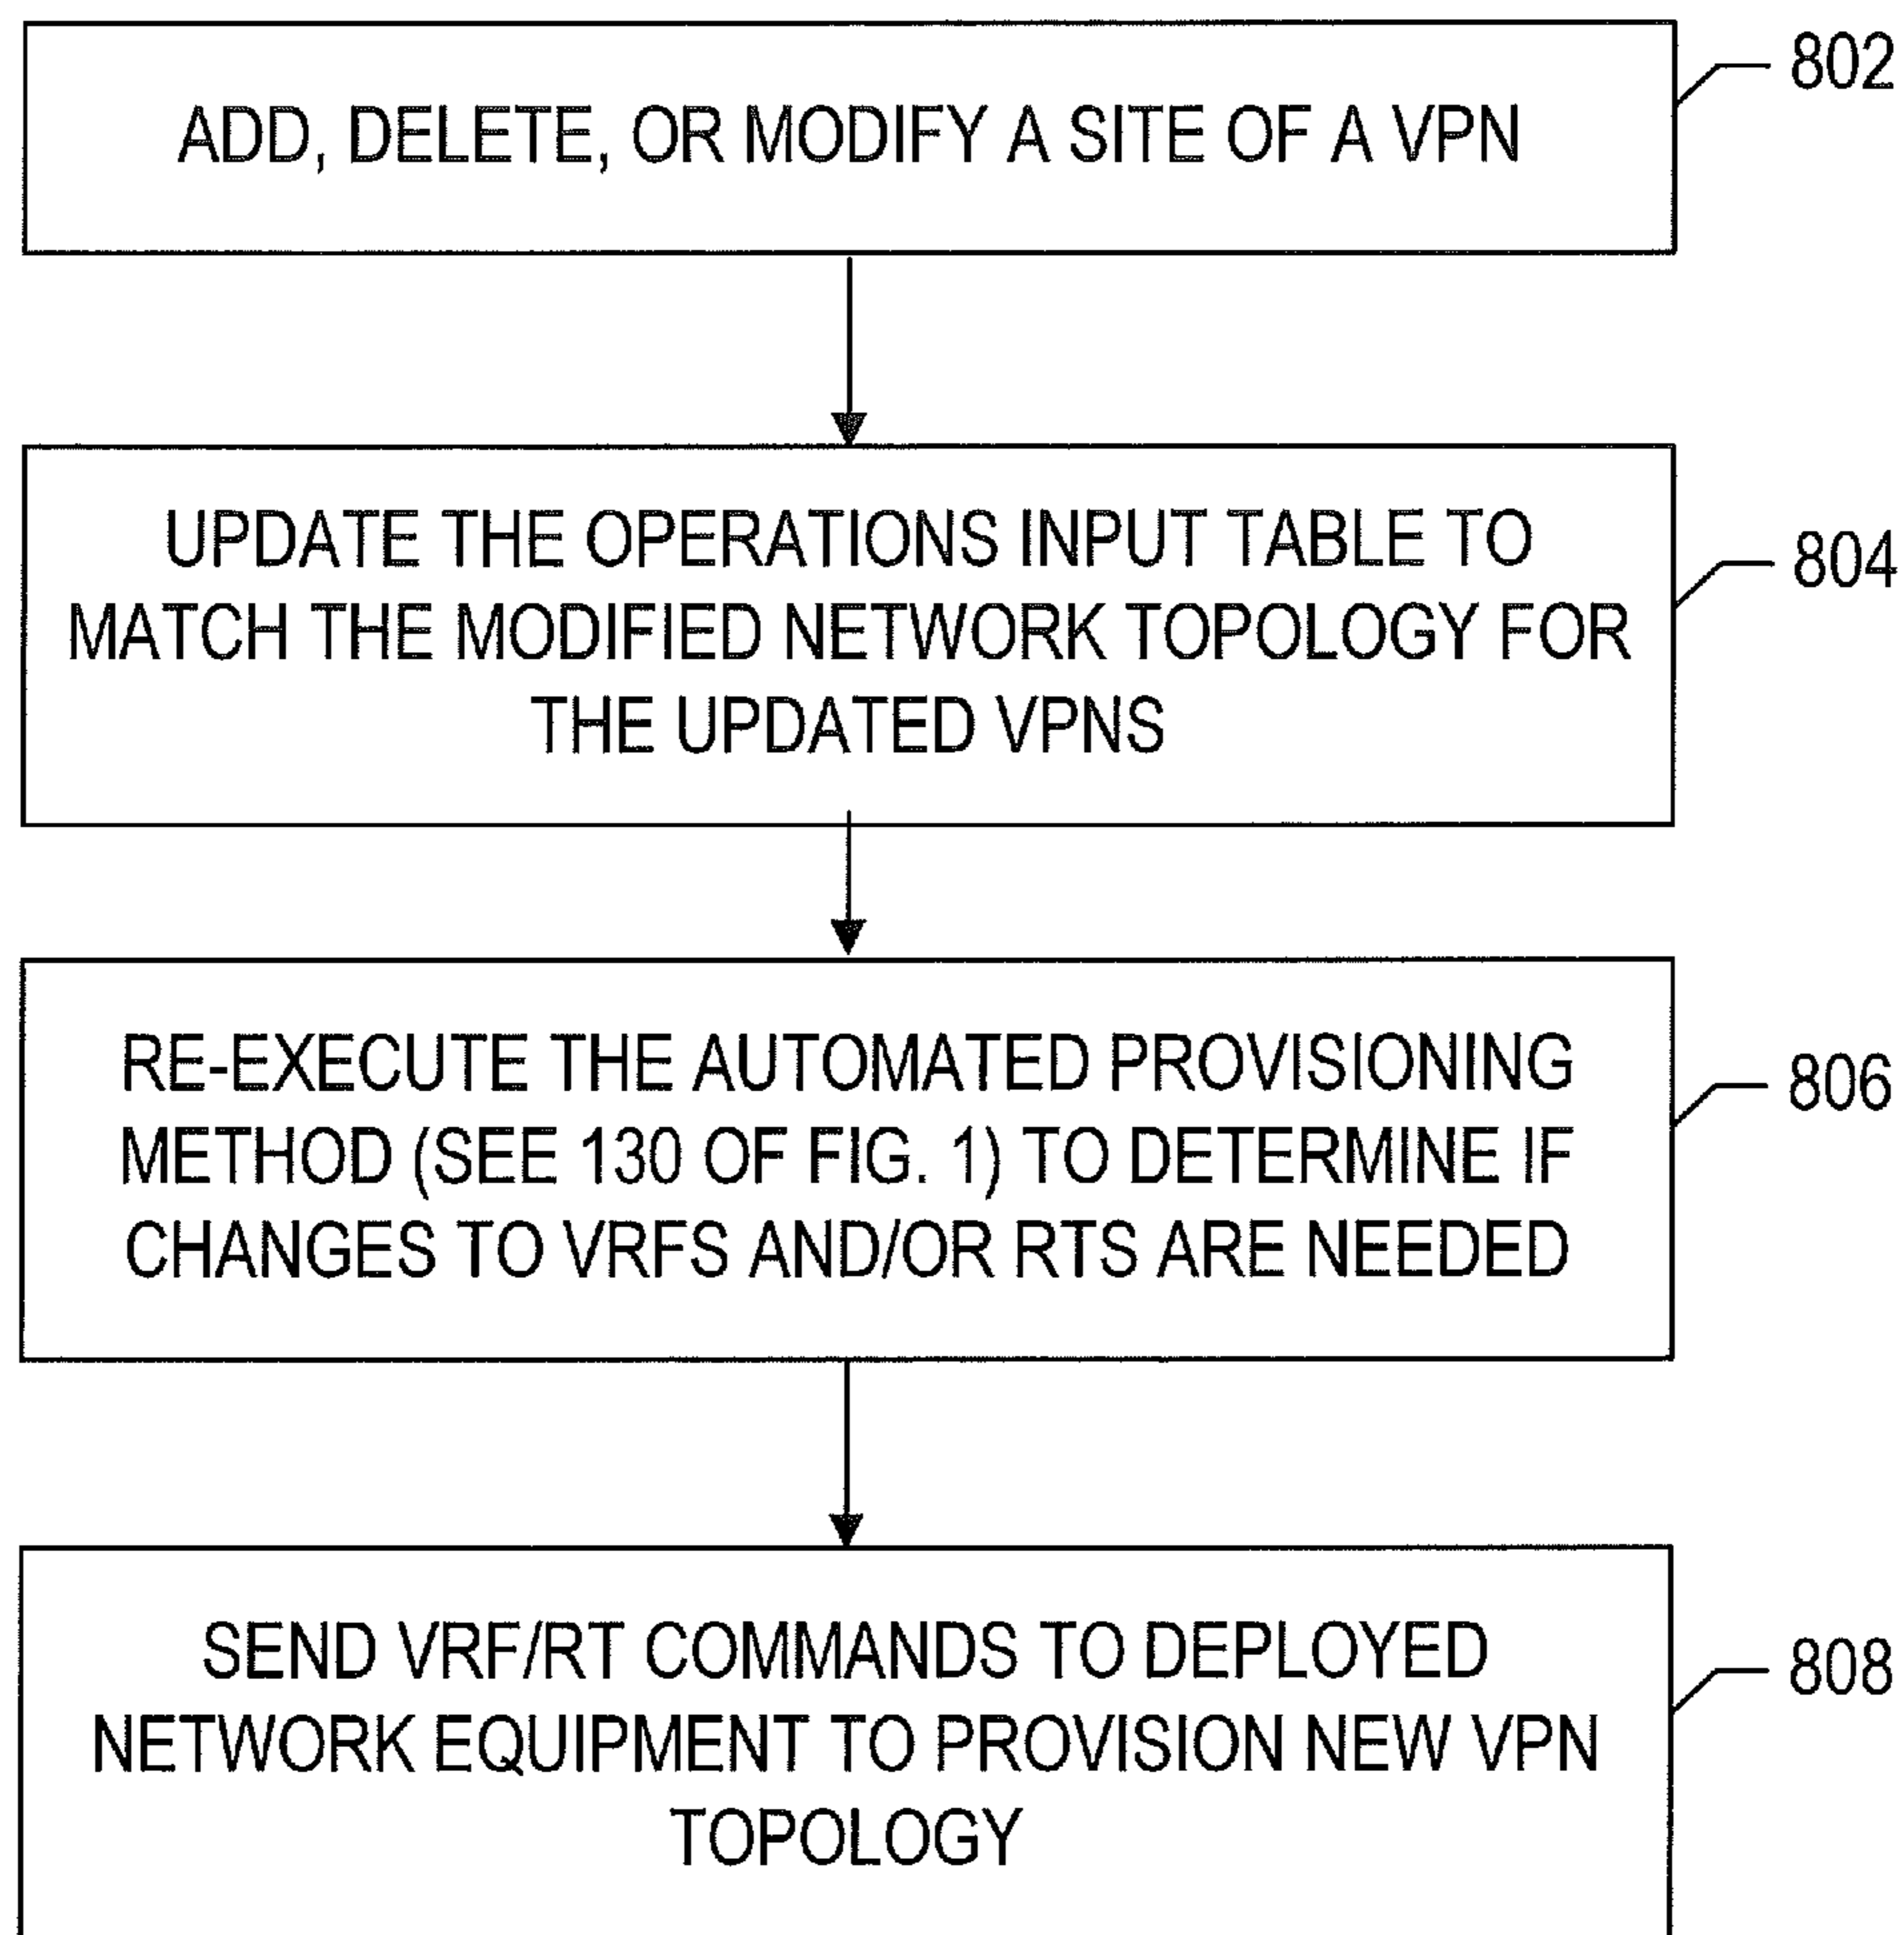 ADD, DELETE, OR MODIFY A SITE OF A VPN
802
UPDATE THE OPERATIONS INPUT TABLE TO
MATCH THE MODIFIED NETWORK TOPOLOGY FOR
THE UPDATED VPNS
804
RE-EXECUTE THE AUTOMATED PROVISIONING
METHOD (SEE 130 OF FIG. 1) TO DETERMINE IF
CHANGES TO VRFS AND/OR RTS ARE NEEDED
806
SEND VRF/RT COMMANDS TO DEPLOYED
NETWORK EQUIPMENT TO PROVISION NEW VPN
TOPOLOGY
808